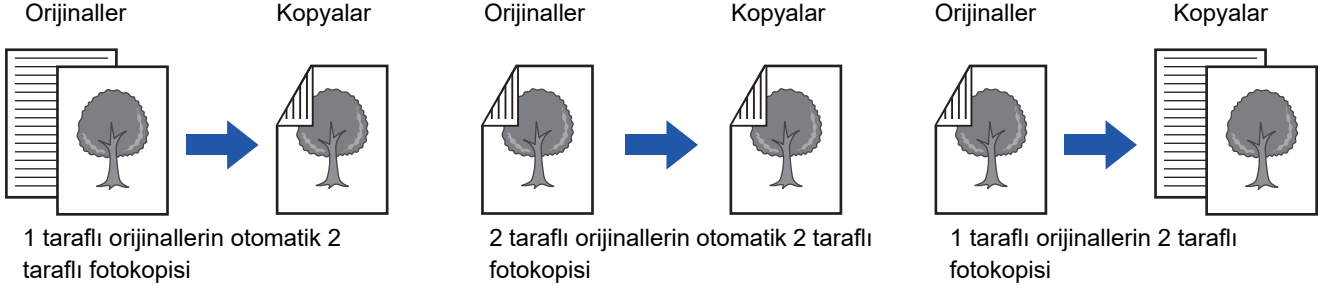 Orijinaller Kopyalar Orijinaller Kopyalar Orijinaller Kopyalar
1 taraflı orijinallerin otomatik 2
taraflı fotokopisi
2 taraflı orijinallerin otomatik 2 taraflı
fotokopisi
1 taraflı orijinallerin 2 taraflı
fotokopisi